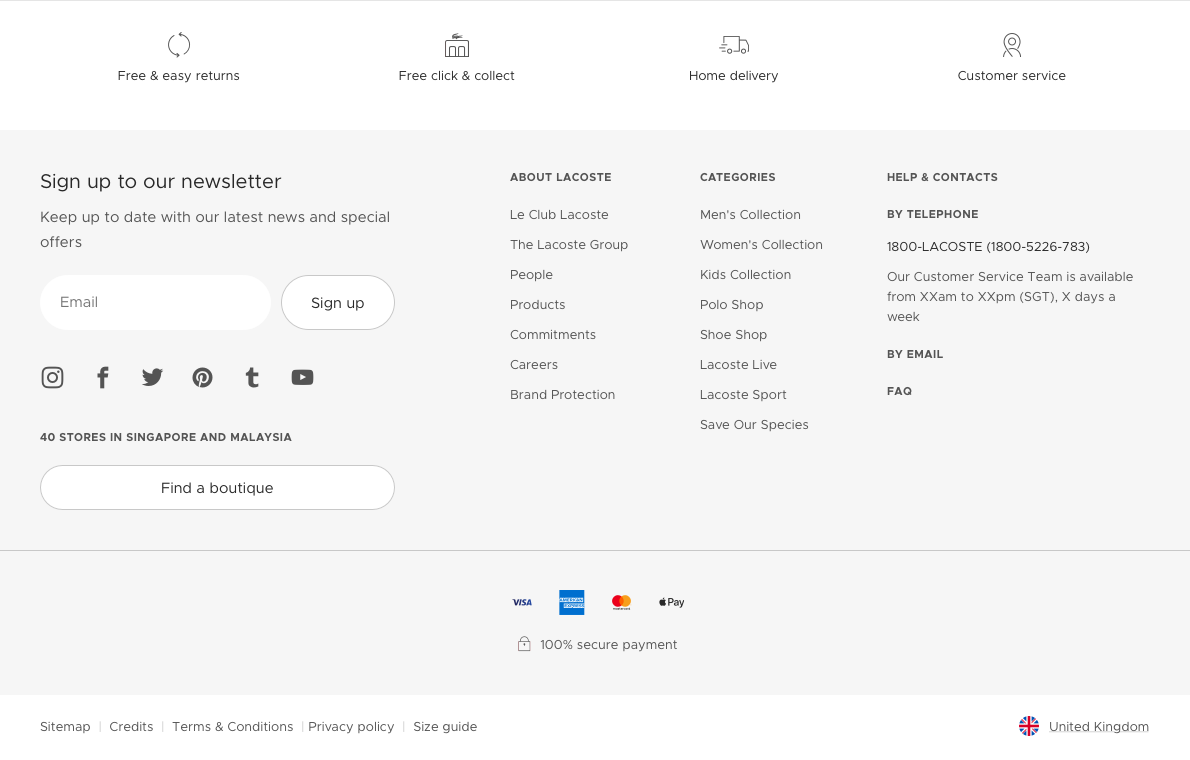 Free & easy returns
Free click & collect
Home delivery
Customer service
Sign up to our newsletter
Keep up to date with our latest news and special
offers
Email
Sign up
40 STORES IN SINGAPORE AND MALAYSIA
Find a boutique
ABOUT LACOSTE
Le Club Lacoste
The Lacoste Group
People
Products
Commitments
Careers
Brand Protection
CATEGORIES
Men's Collection
Women's Collection
Kids Collection
Polo Shop
Shoe Shop
Lacoste Live
Lacoste Sport
Save Our Species
HELP & CONTACTS
BY TELEPHONE
1800-LACOSTE (1800-5226-783)
Our Customer Service Team is available
from XXam to XXpm (SGT), X days a
week
BY EMAIL
FAQ
VISA
AMERICAN
EXPRESS
mastercard
Pay
100% secure payment
Sitemap | Credits | Terms & Conditions | Privacy policy | Size guide
United Kingdom